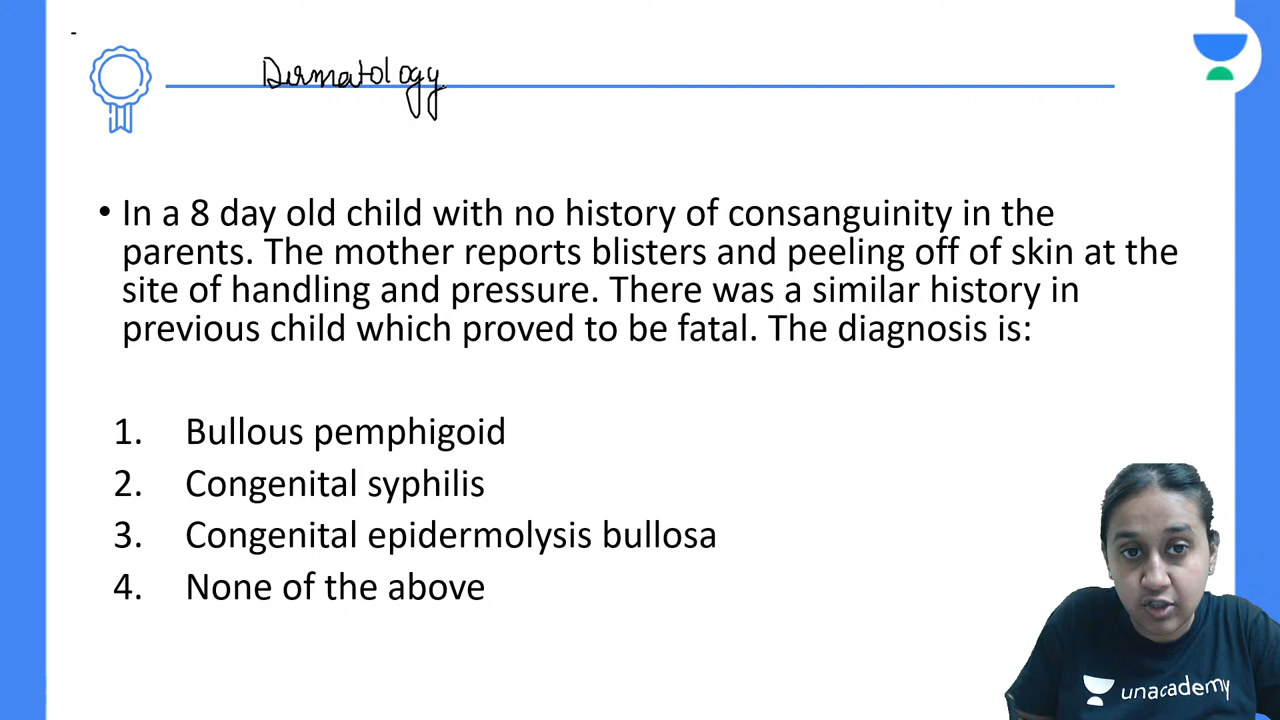 Dermatology
• In a 8 day old child with no history of consanguinity in the
parents. The mother reports blisters and peeling off of skin at the
site of handling and pressure. There was a similar history in
previous child which proved to be fatal. The diagnosis is:
1. Bullous pemphigoid
2. Congenital syphilis
3. Congenital epidermolysis bullosa
4. None of the above
unacademy